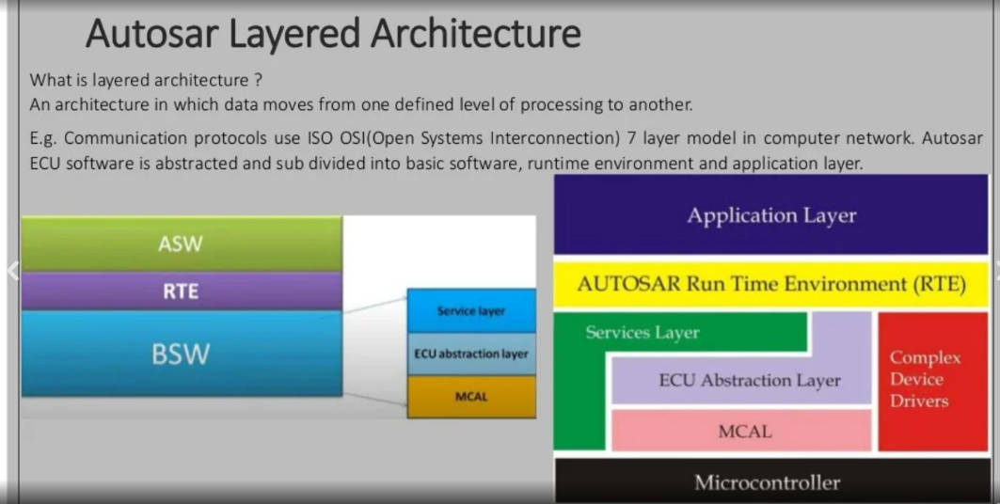 Autosar Layered Architecture
What is layered architecture ?
An architecture in which data moves from one defined level of processing to another.
E.g. Communication protocols use ISO OSI(Open Systems Interconnection) 7 layer model in computer network. Autosar
ECU software is abstracted and sub divided into basic software, runtime environment and application layer.
ASW
RTE
BSW
Service layer
ECU abstraction layer
MCAL
Application Layer
AUTOSAR Run Time Environment (RTE)
Services Layer
ECU Abstraction Layer
MCAL
Complex
Device
Drivers
Microcontroller